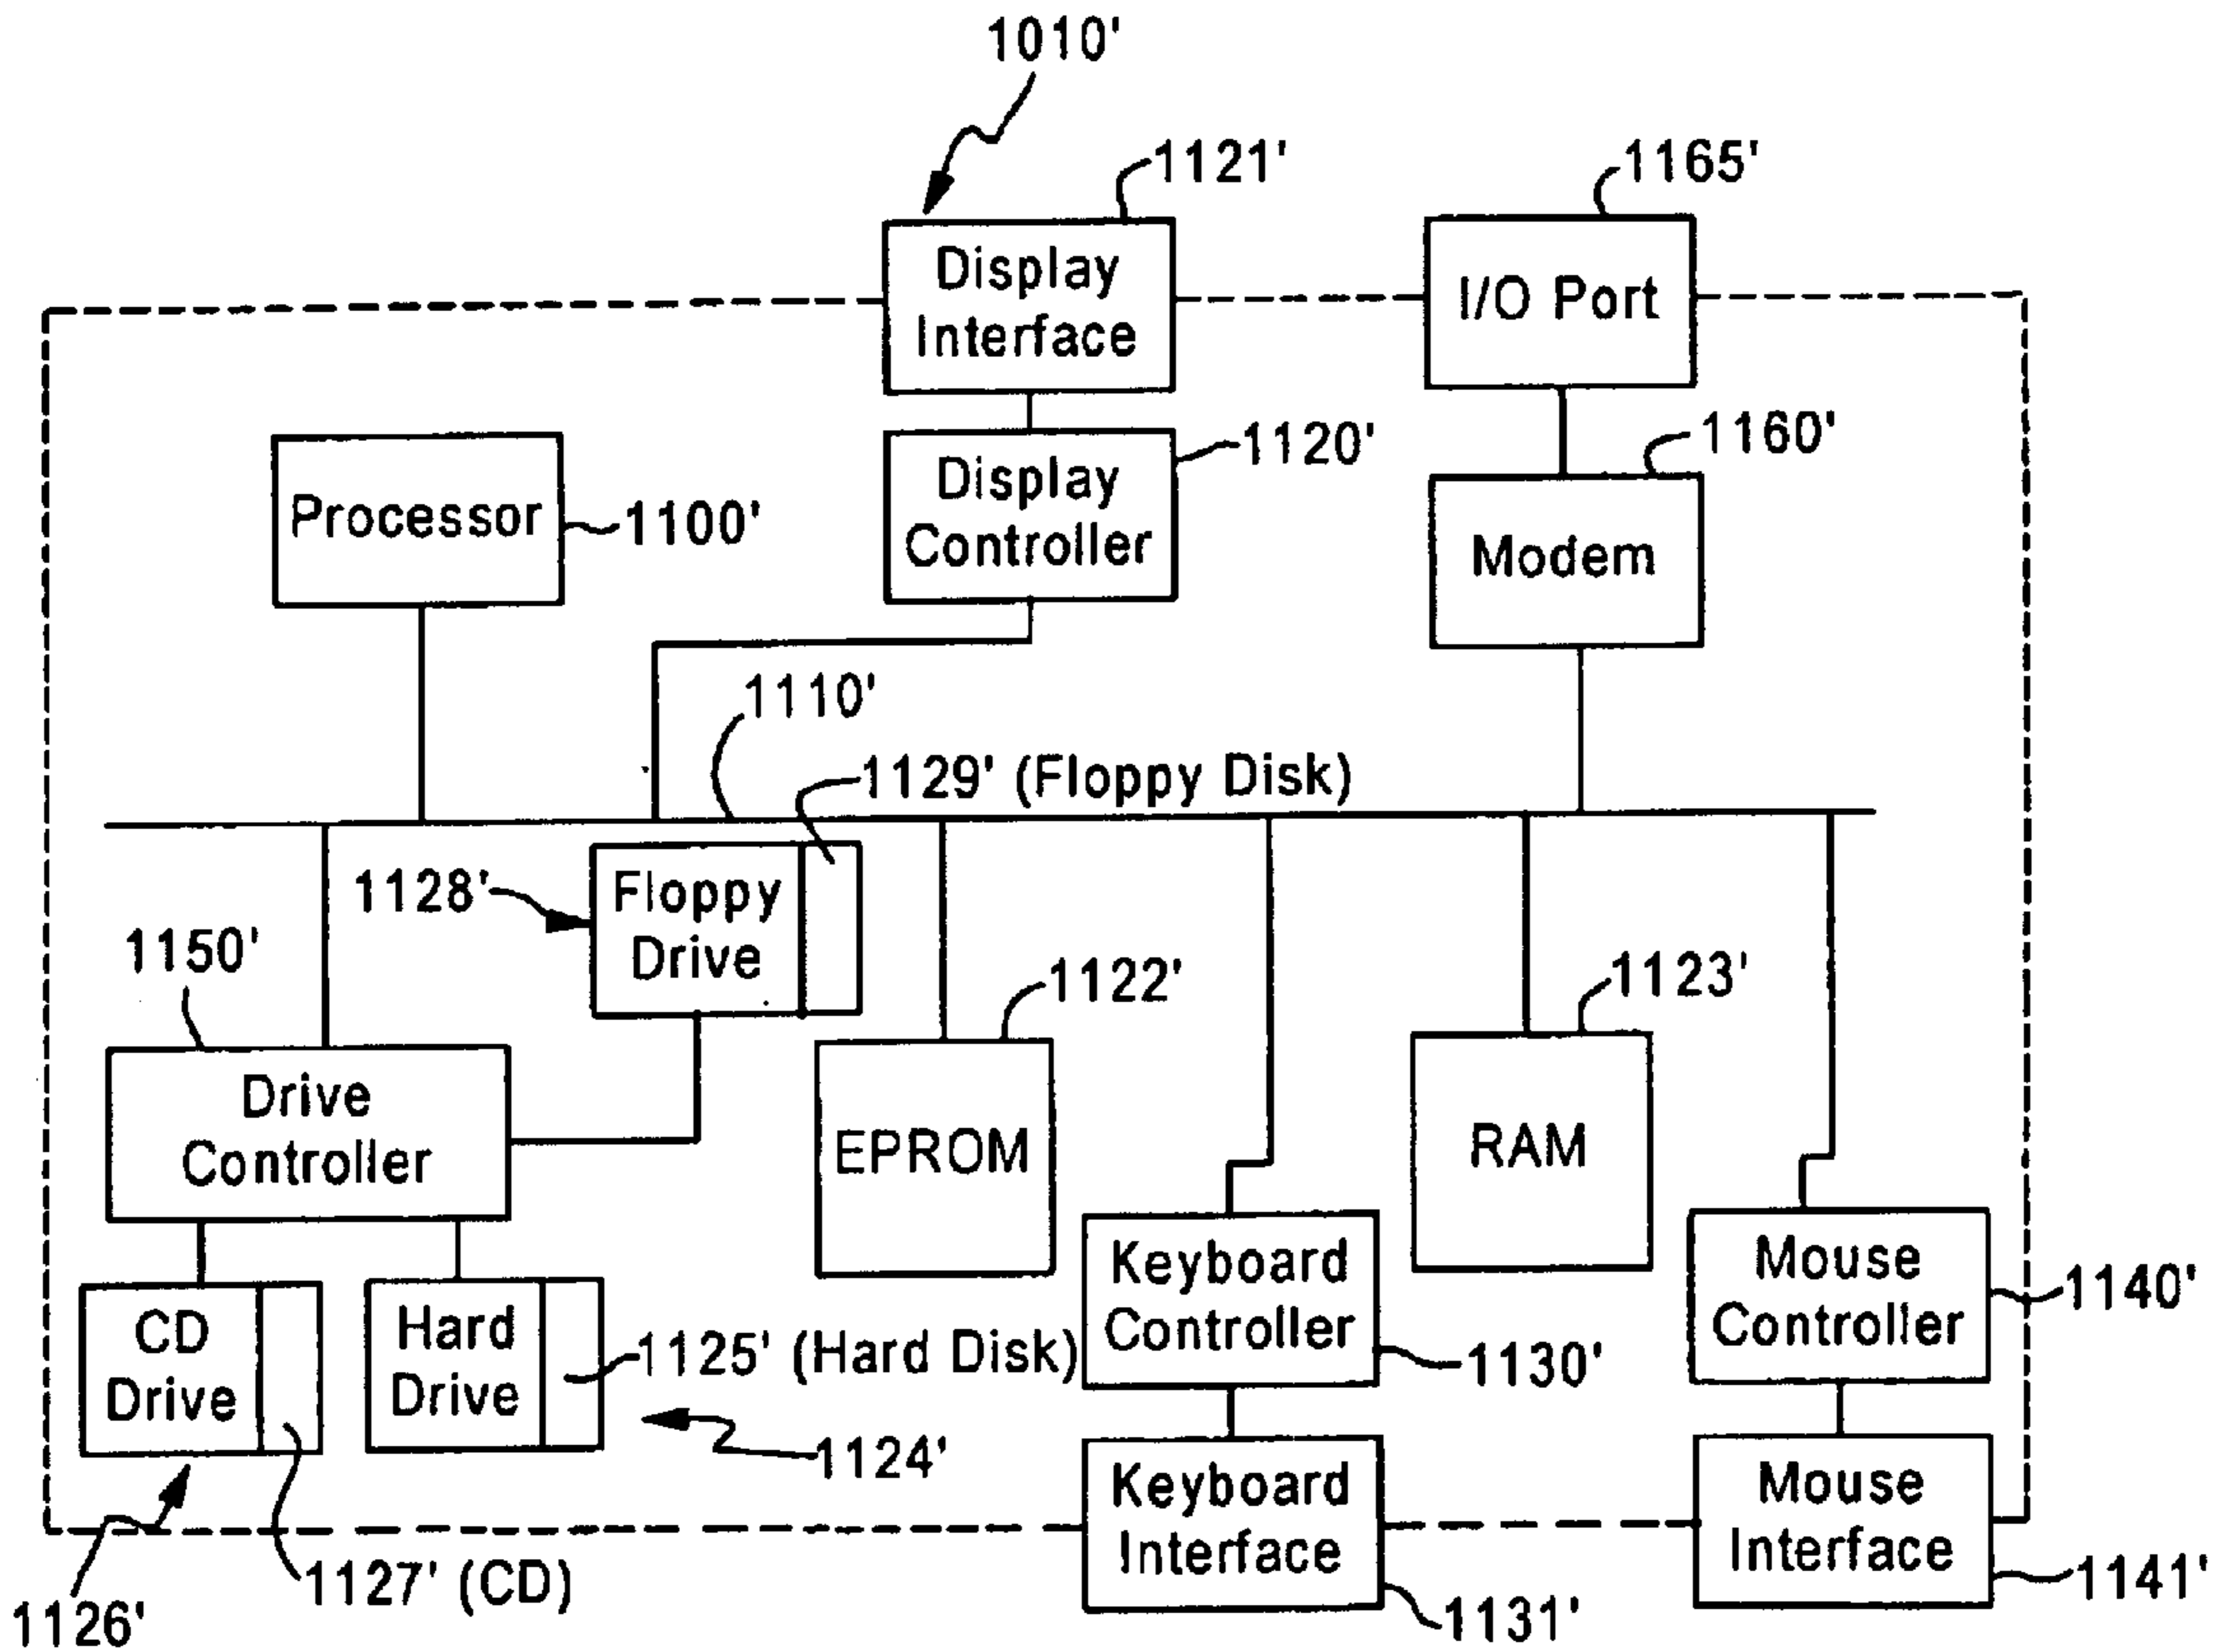 1010'
1121'
1165'
Display
Interface
I/O Port
1120'
1160'
Display
Controller
Processor
1100'
Modem
1110'
1129' (Floppy Disk)
1128'
Floppy
Drive
1150'
1122'
1123'
Drive
Controller
EPROM
RAM
Keyboard
Controller
1130'
Mouse
Controller
1140'
CD
Drive
Hard
Drive
1125' (Hard Disk)
1124'
Keyboard
Interface
1131'
Mouse
Interface
1141'
1127' (CD)
1126'